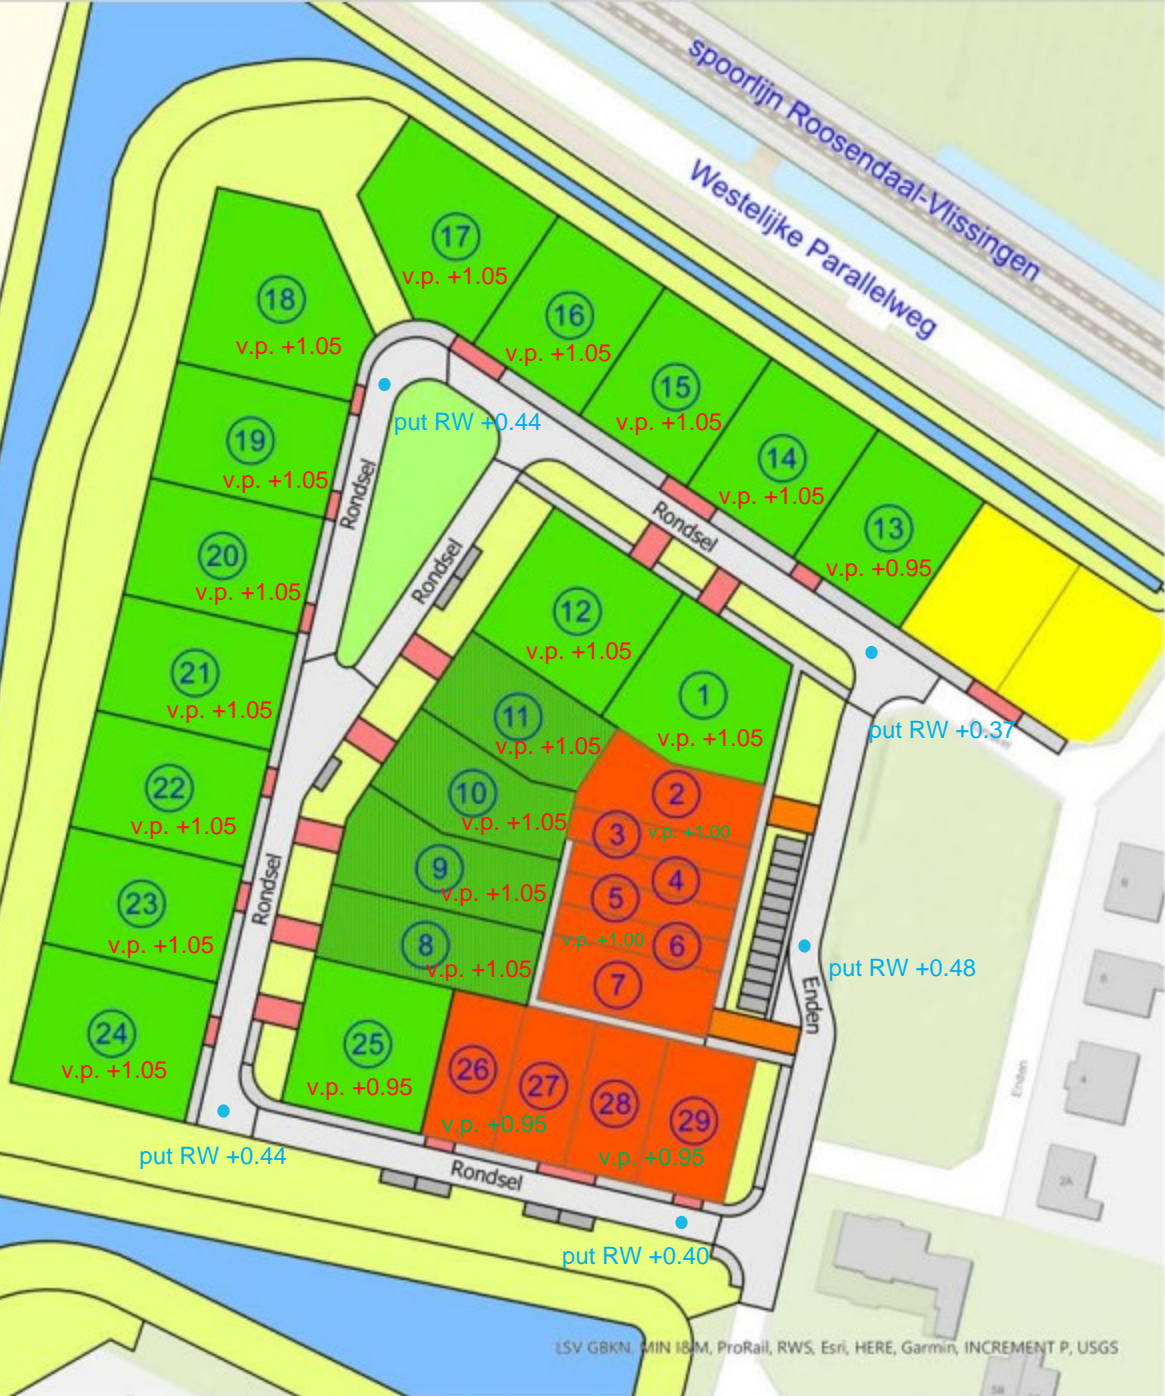 spoorlijn Roosendaal-Vlissingen
Westelijke Parallelweg
17
v.p. +1.05
18
v.p. +1.05
16
v.p. +1.05
15
v.p. +1.05
put RW +0.44
19
v.p. +1.05
14
v.p. +1.05
Rondsel
Rondsel
13
v.p. +0.95
20
v.p. +1.05
Rondsel
12
v.p. +1.05
21
v.p. +1.05
1
v.p. +1.05
11
v.p. +1.05
put RW +0.37
22
v.p. +1.05
10
v.p. +1.05
2
3
v.p. +1.00
9
v.p. +1.05
4
5
Rondsel
23
v.p. +1.05
8
v.p. +1.05
v.p. +1.00
6
7
put RW +0.48
Enden
24
v.p. +1.05
25
v.p. +0.95
26
27
28
29
v.p. +0.95
v.p. +0.95
Enden
4
2A
put RW +0.44
Rondsel
put RW +0.40
LSV GBKN, MIN I&M, ProRail, RWS, Esri, HERE, Garmin, INCREMENT P, USGS